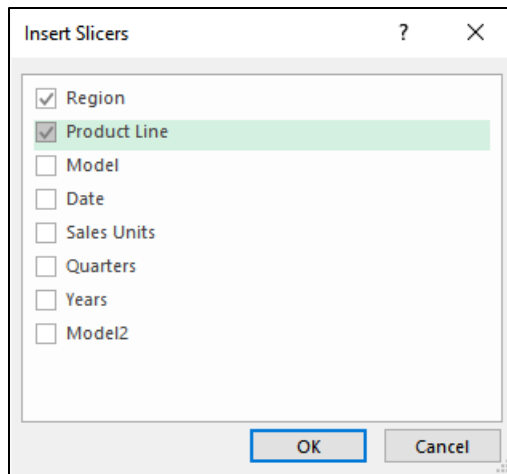 Insert Slicers ?
Region
Product Line
Model
Date
Sales Units
Quarters
Years
Model2
OK Cancel